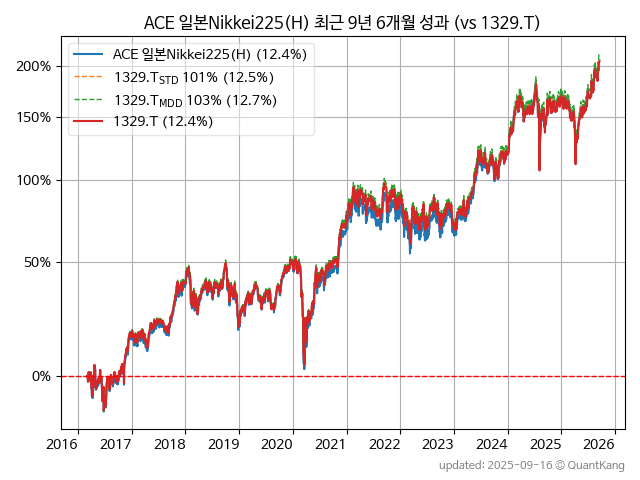 ACE 일본Nikkei225(H) 최근 9년 6개월 성과 (vs 1329.T)
ACE 일본Nikkei225(H) (12.4%)
1329.T_STD 101% (12.5%)
1329.T_MDD 103% (12.7%)
1329.T (12.4%)
200%
150%
100%
50%
0%
2016 2017 2018 2019 2020 2021 2022 2023 2024 2025 2026
updated: 2025-09-16 © QuantKang